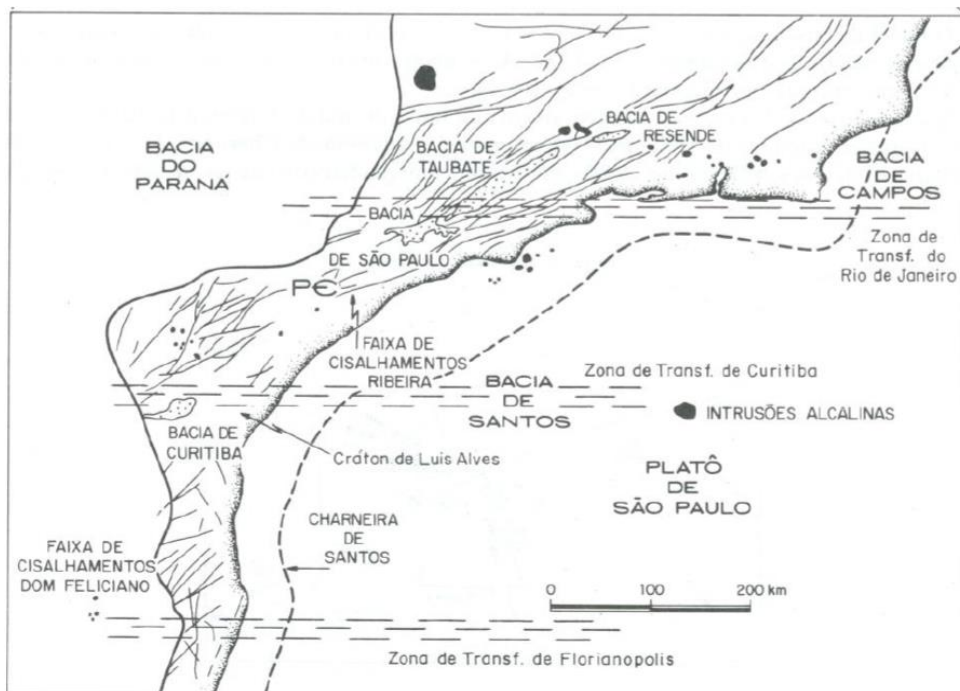 BACIA
DO
PARANÁ
BACIA DE
TAUBATE
BACIA DE
RESENDE
BACIA
DE
CAMPOS
BACIA
DE SÃO PAULO
Zona de
Transf. do
Rio de Janeiro
PЄ
FAIXA DE
CISALHAMENTOS
RIBEIRA
Zona de Transf. de Curitiba
BACIA
DE
SANTOS
INTRUSÕES ALCALINAS
BACIA DE
CURITIBA
Cráton de Luis Alves
PLATÔ
DE
SÃO PAULO
CHARNEIRA
DE
SANTOS
FAIXA DE
CISALHAMENTOS
DOM FELICIANO
0 100 200 km
Zona de Transf. de Florianopolis